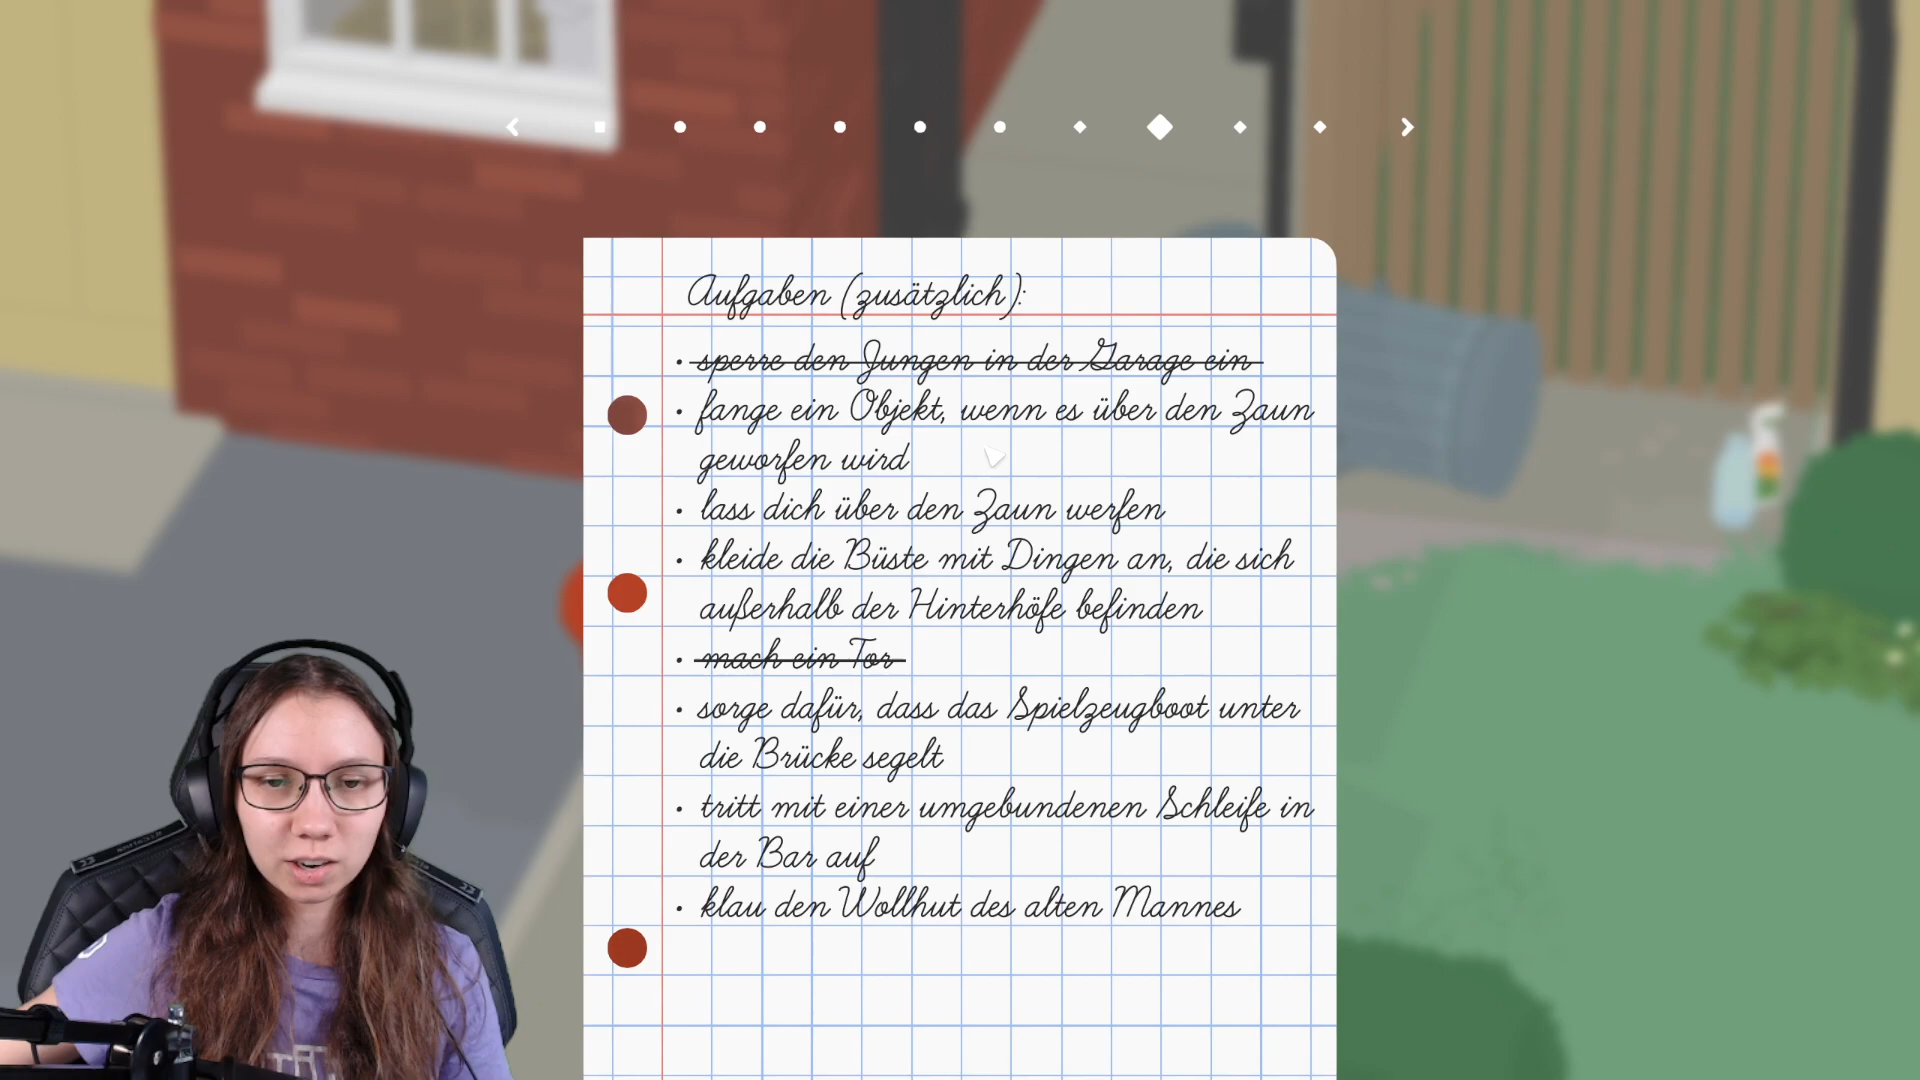 Aufgaben (zusätzlich):
• sperre den Jungen in der Garage ein
• fange ein Objekt, wenn es über den Zaun
geworfen wird
• lass dich über den Zaun werfen
• kleide die Büste mit Dingen an, die sich
außerhalb der Hinterhöfe befinden
• mach ein Tor
• sorge dafür, dass das Spielzeugboot unter
die Brücke segelt
• tritt mit einer umgebundenen Schleife in
der Bar auf
• klau den Wollhut des alten Mannes